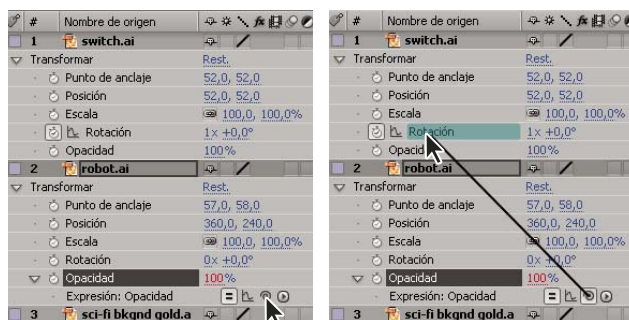 # Nombre de origen
1 switch.ai
Transformar Rest.
Punto de anclaje 52,0, 52,0
Posición 52,0, 52,0
Escala 100,0, 100,0%
Rotación 1x +0,0°
Opacidad 100%
2 robot.ai
Transformar Rest.
Punto de anclaje 57,0, 58,0
Posición 360,0, 240,0
Escala 100,0, 100,0%
Rotación 0x +0,0°
Opacidad 100%
Expresión: Opacidad
3 sci-fi bkgnd gold.a
# Nombre de origen
1 switch.ai
Transformar Rest.
Punto de anclaje 52,0, 52,0
Posición 52,0, 52,0
Escala 100,0, 100,0%
Rotación 1x +0,0°
Opacid 100%
2 robot.ai
Transformar Rest.
Punto de anclaje 57,0, 58,0
Posición 360,0, 240,0
Escala 100,0, 100,0%
Rotación 0x +0,0°
Opacidad 100%
Expresión: Opacidad
3 sci-fi bkgnd gold.a